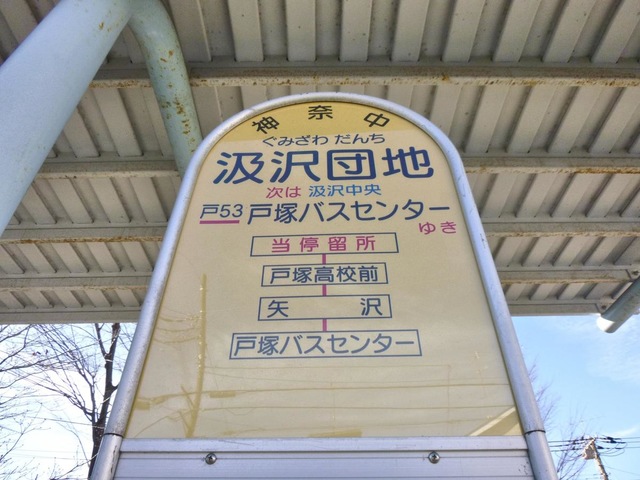 神奈中
ぐみざわ だんち
汲沢団地
次は 汲沢中央
戸53 戸塚バスセンター
ゆき
当停留所
戸塚高校前
矢 沢
戸塚バスセンター